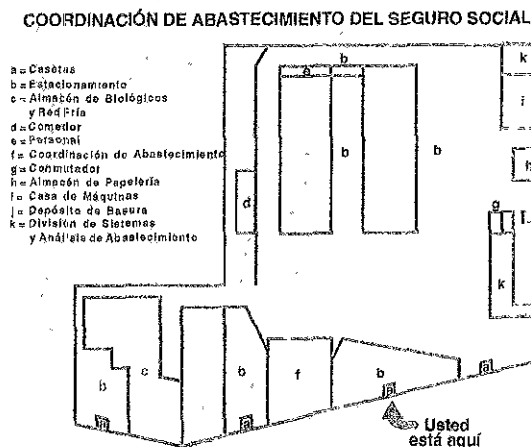 COORDINACIÓN DE ABASTECIMIENTO DEL SEGURO SOCIAL
a = Casetas
b = Estacionamiento
c = Almacén de Biológicos
y Red Fría
d = Comedor
e = Personal
f = Coordinación de Abastecimiento
g = Conmutador
h = Almacén de Papelería
i = Casa de Máquinas
j = Depósito de Basura
k = División de Sistemas
y Análisis de Abastecimiento
b
k
e
i
b
b
h
d
g
k
b
c
b
f
b
a
a
a
a
Usted
está aquí